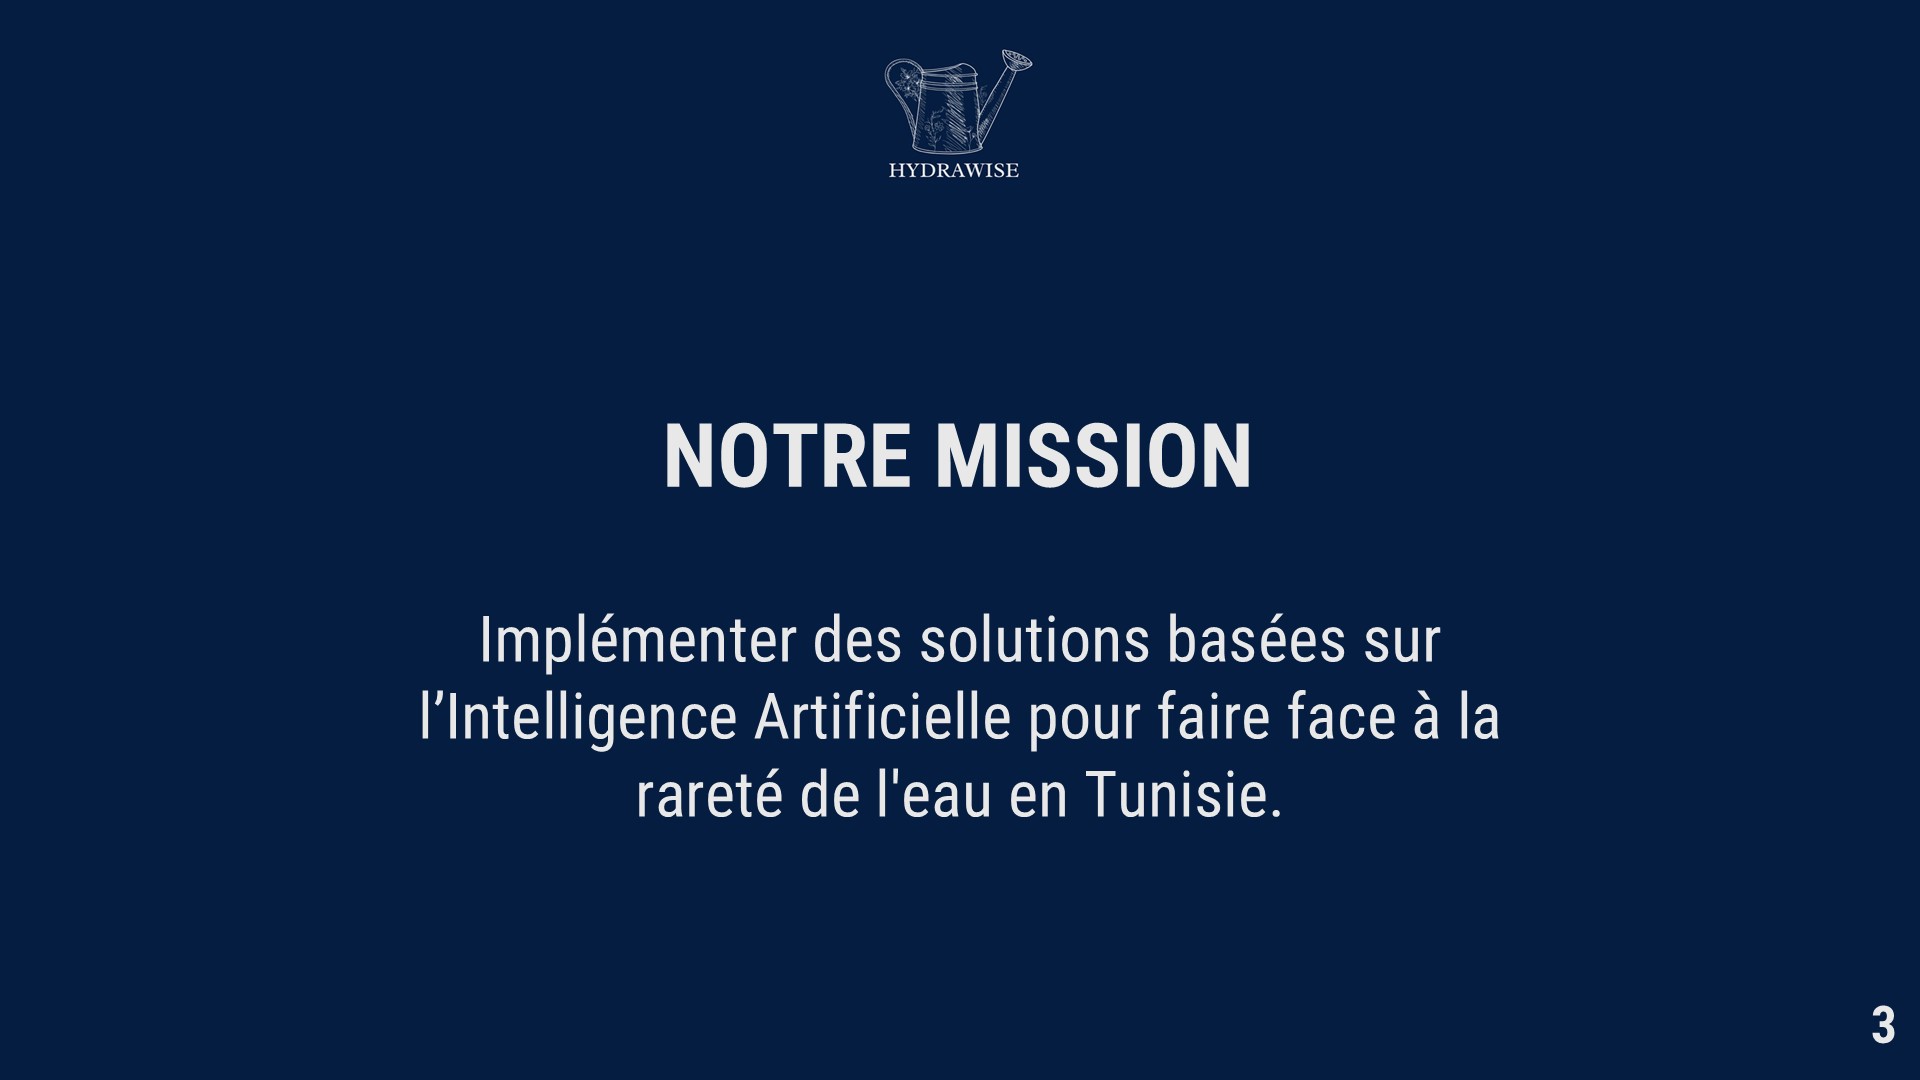 HYDRAWISE
NOTRE MISSION
Implémenter des solutions basées sur
l’Intelligence Artificielle pour faire face à la
rareté de l'eau en Tunisie.
3